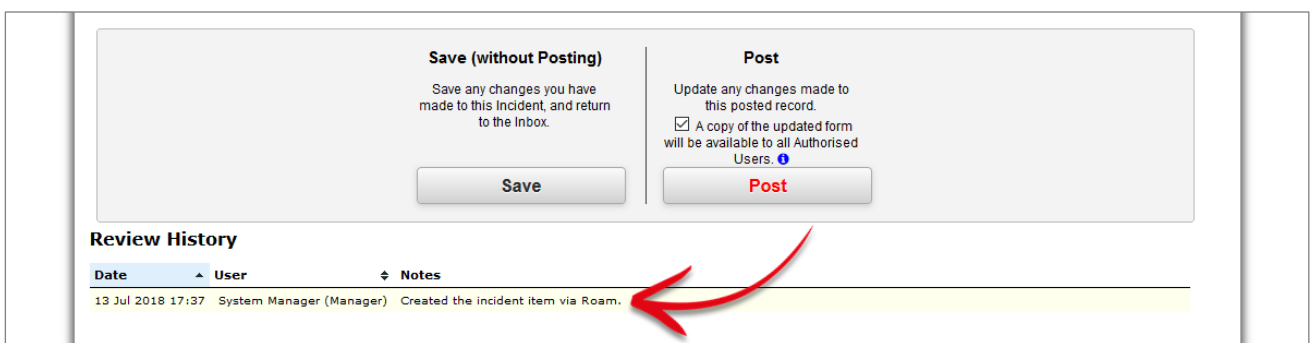 Save (without Posting)
Save any changes you have
made to this Incident, and return
to the Inbox.
Save
Post
Update any changes made to
this posted record.
A copy of the updated form
will be available to all Authorised
Users.
Post
Review History
Date User Notes
13 Jul 2018 17:37 System Manager (Manager) Created the incident item via Roam.